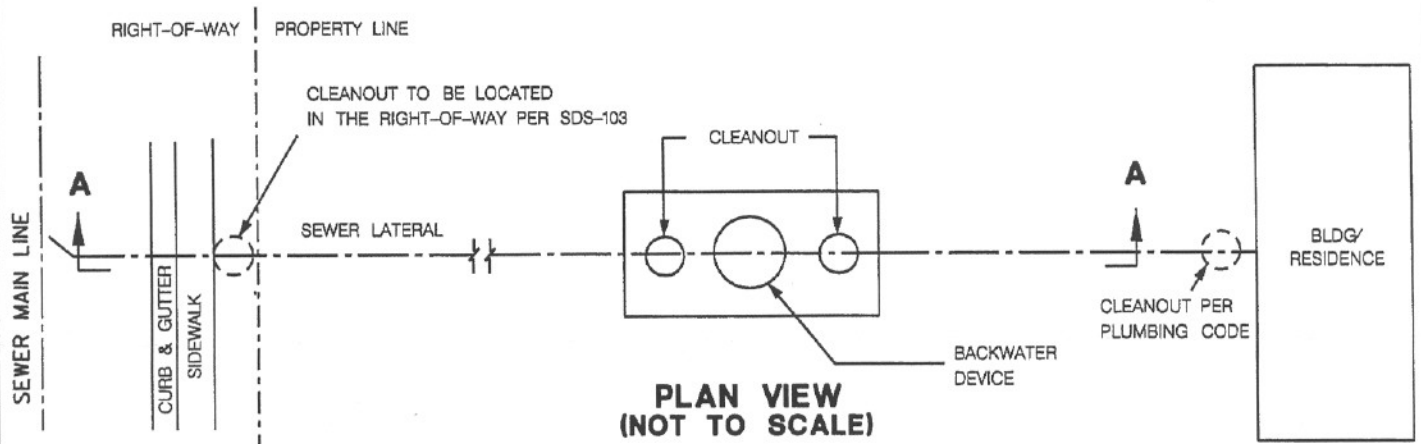 RIGHT-OF-WAY
PROPERTY LINE
CLEANOUT TO BE LOCATED
IN THE RIGHT-OF-WAY PER SDS-103
CLEANOUT
A
A
SEWER MAIN LINE
SEWER LATERAL
CURB & GUTTER
SIDEWALK
BLDG/
RESIDENCE
CLEANOUT PER
PLUMBING CODE
BACKWATER
DEVICE
PLAN VIEW
(NOT TO SCALE)